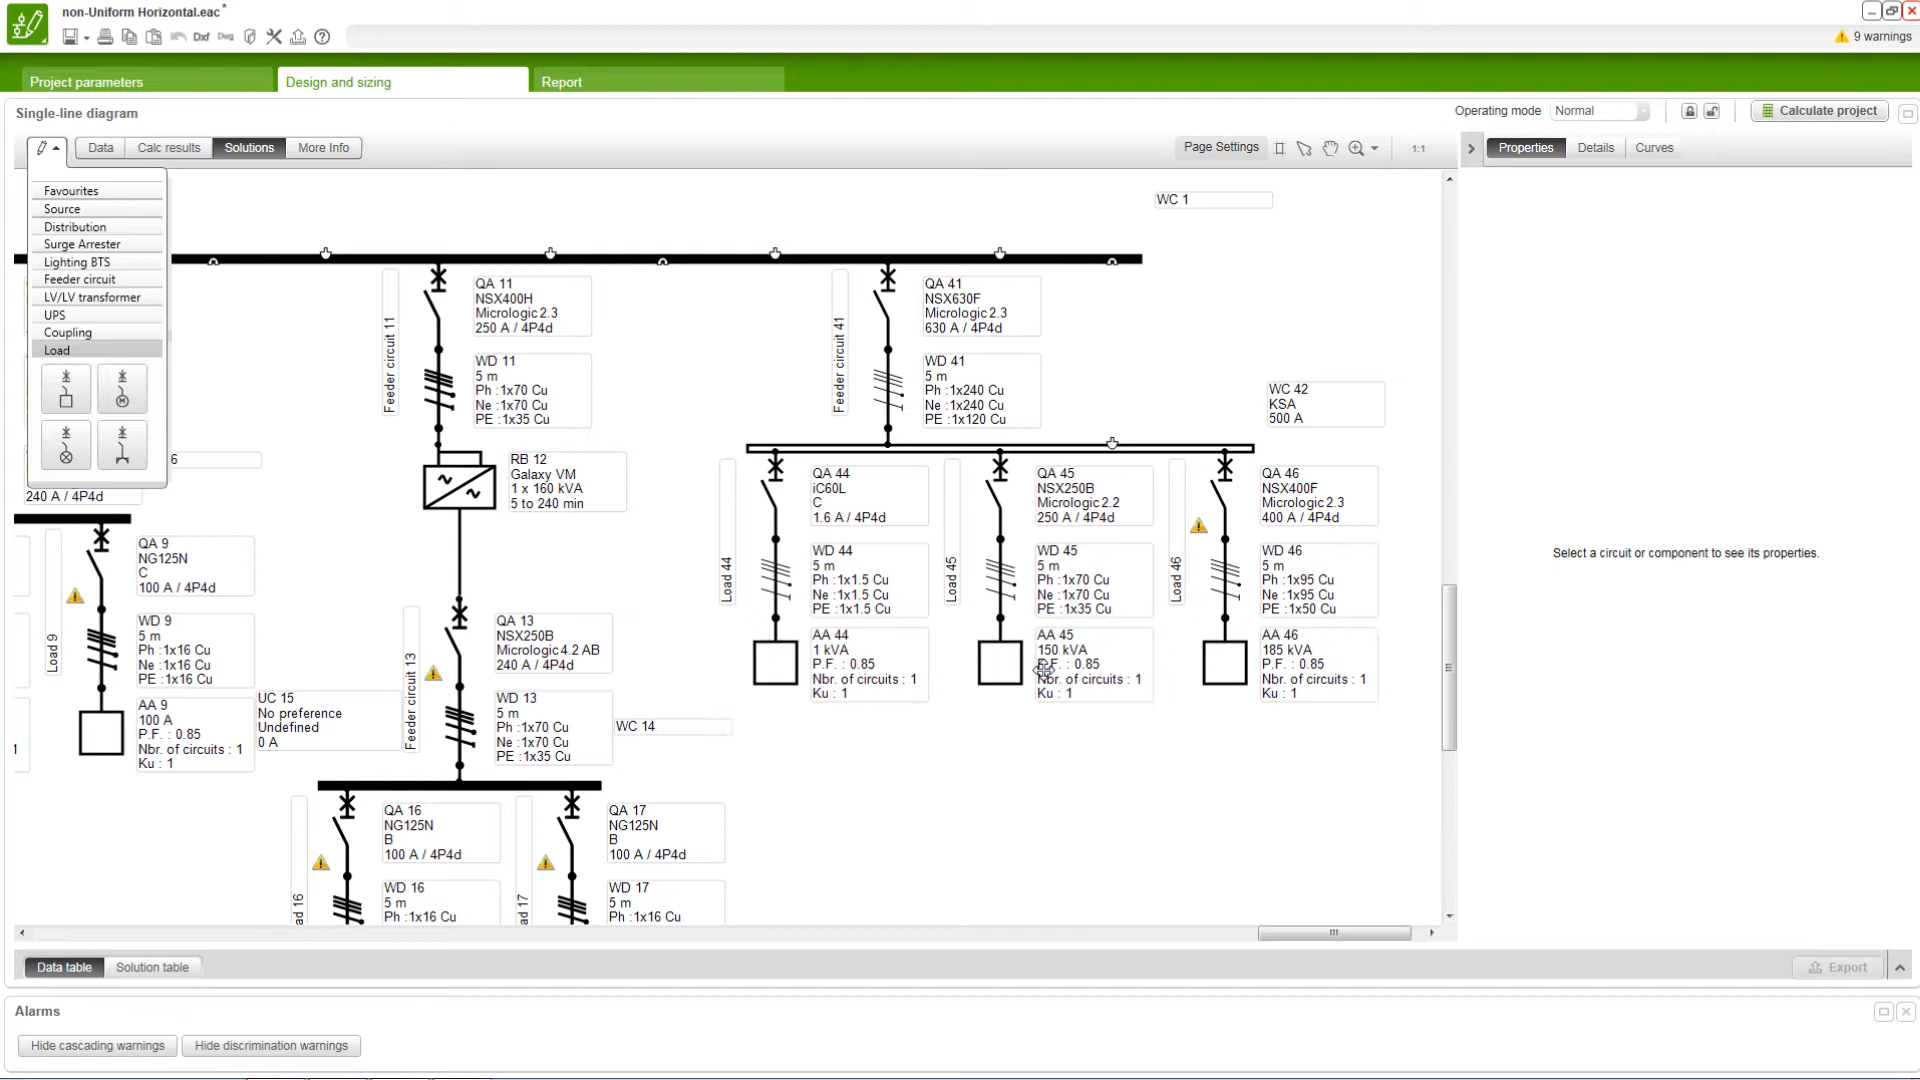 non-Uniform Horizontal.eac*
Dxf
Dwg
9 warnings
Project parameters
Design and sizing
Report
Single-line diagram
Operating mode
Normal
Calculate project
Data
Calc results
Solutions
More Info
Page Settings
1:1
Properties
Details
Curves
Favourites
Source
Distribution
Surge Arrester
Lighting BTS
Feeder circuit
LV/LV transformer
UPS
Coupling
Load
WC 1
Feeder circuit 11
QA 11
NSX400H
Micrologic 2.3
250 A / 4P4d
WD 11
5 m
Ph :1x70 Cu
Ne :1x70 Cu
PE :1x35 Cu
Feeder circuit 41
QA 41
NSX630F
Micrologic 2.3
630 A / 4P4d
WD 41
5 m
Ph :1x240 Cu
Ne :1x240 Cu
PE :1x120 Cu
WC 42
KSA
500 A
6
240 A / 4P4d
RB 12
Galaxy VM
1 x 160 kVA
5 to 240 min
Load 44
QA 44
iC60L
C
1.6 A / 4P4d
WD 44
5 m
Ph :1x1.5 Cu
Ne :1x1.5 Cu
PE :1x1.5 Cu
AA 44
1 kVA
P.F. : 0.85
Nbr. of circuits : 1
Ku : 1
Load 45
QA 45
NSX250B
Micrologic 2.2
250 A / 4P4d
WD 45
5 m
Ph :1x70 Cu
Ne :1x70 Cu
PE :1x35 Cu
AA 45
150 kVA
P.F. : 0.85
Nbr. of circuits : 1
Ku : 1
Load 46
QA 46
NSX400F
Micrologic 2.3
400 A / 4P4d
WD 46
5 m
Ph :1x95 Cu
Ne :1x95 Cu
PE :1x50 Cu
AA 46
185 kVA
P.F. : 0.85
Nbr. of circuits : 1
Ku : 1
Select a circuit or component to see its properties.
Load 9
QA 9
NG125N
C
100 A / 4P4d
WD 9
5 m
Ph :1x16 Cu
Ne :1x16 Cu
PE :1x16 Cu
AA 9
100 A
P.F. : 0.85
Nbr. of circuits : 1
Ku : 1
1
UC 15
No preference
Undefined
0 A
Feeder circuit 13
QA 13
NSX250B
Micrologic 4.2 AB
240 A / 4P4d
WD 13
5 m
Ph :1x70 Cu
Ne :1x70 Cu
PE :1x35 Cu
WC 14
ad 16
QA 16
NG125N
B
100 A / 4P4d
WD 16
5 m
Ph :1x16 Cu
ad 17
QA 17
NG125N
B
100 A / 4P4d
WD 17
5 m
Ph :1x16 Cu
Data table
Solution table
Export
Alarms
Hide cascading warnings
Hide discrimination warnings